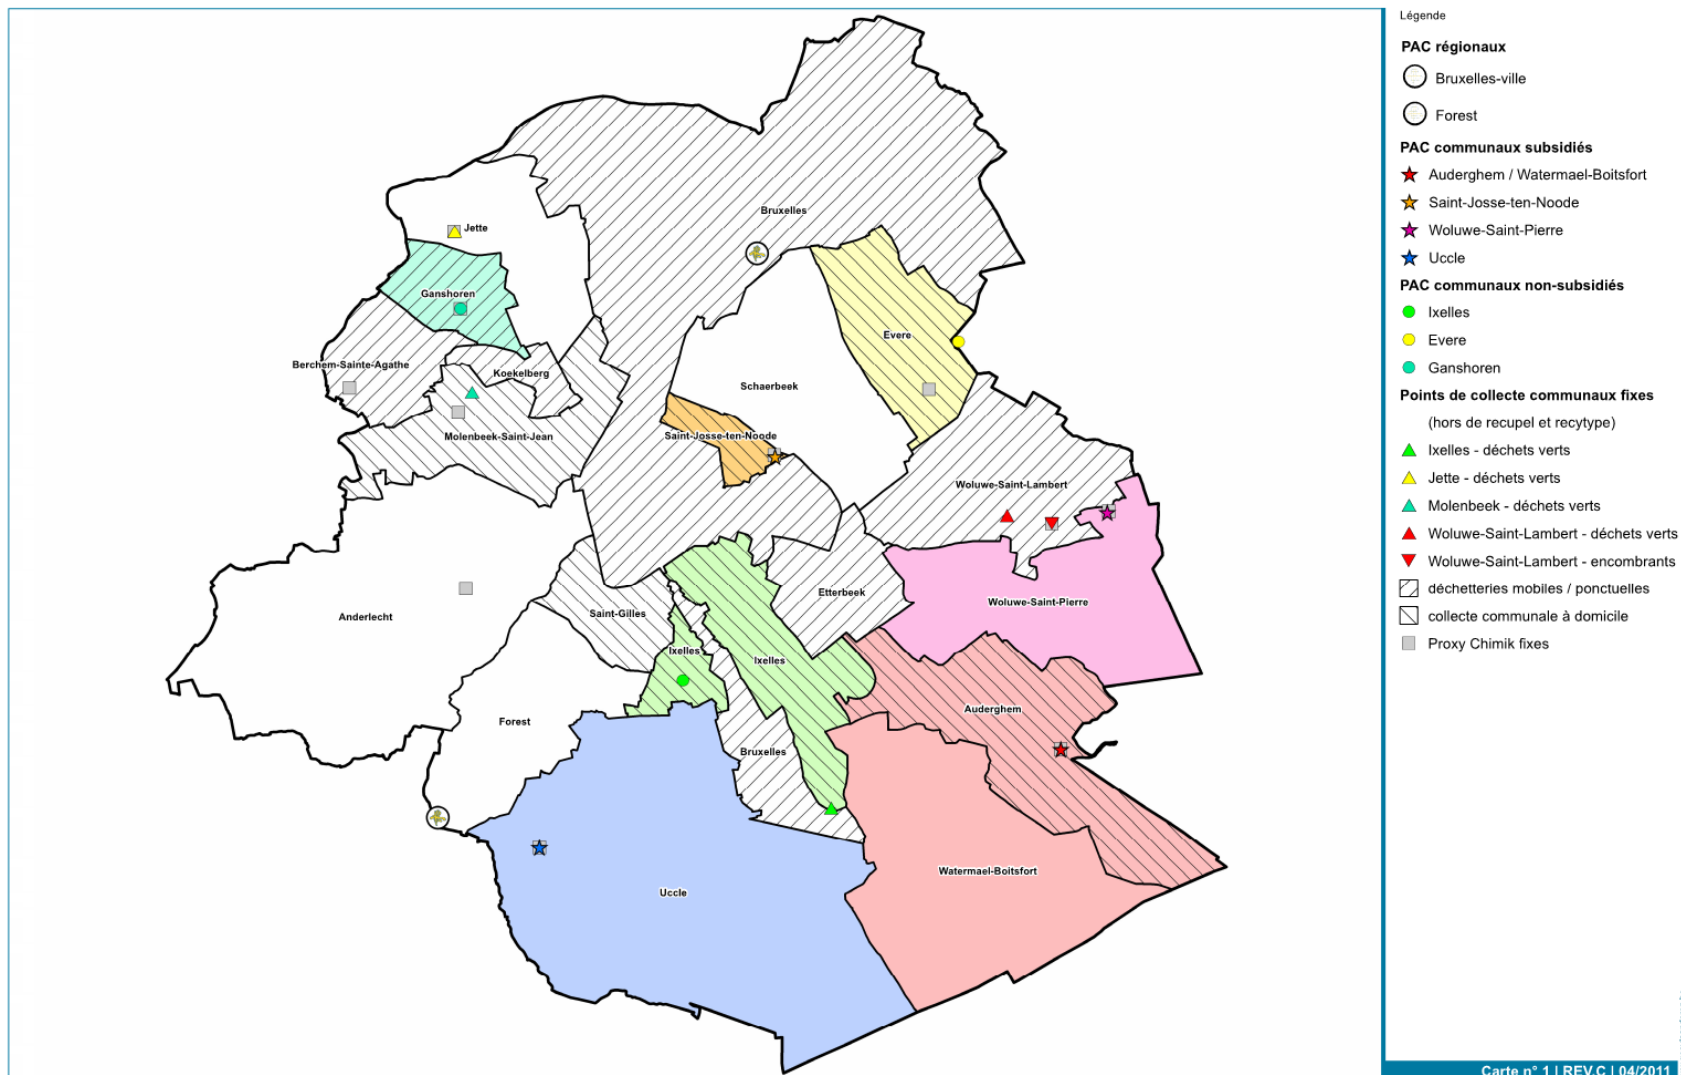 Légende
PAC régionaux
Bruxelles-ville
Forest
PAC communaux subsidiés
Auderghem / Watermael-Boitsfort
Saint-Josse-ten-Noode
Woluwe-Saint-Pierre
Uccle
PAC communaux non-subsidiés
Ixelles
Evere
Ganshoren
Points de collecte communaux fixes
(hors de recupel et recytype)
Ixelles - déchets verts
Jette - déchets verts
Molenbeek - déchets verts
Woluwe-Saint-Lambert - déchets verts
Woluwe-Saint-Lambert - encombrants
déchetteries mobiles / ponctuelles
collecte communale à domicile
Proxy Chimik fixes
Bruxelles
Jette
Ganshoren
Evere
Berchem-Sainte-Agathe
Koekelberg
Schaerbeek
Molenbeek-Saint-Jean
Saint-Josse-ten-Noode
Woluwe-Saint-Lambert
Etterbeek
Woluwe-Saint-Pierre
Saint-Gilles
Anderlecht
Ixelles
Ixelles
Auderghem
Forest
Bruxelles
Watermael-Boitsfort
Uccle
Carte n° 1 | REV.C | 04/2011